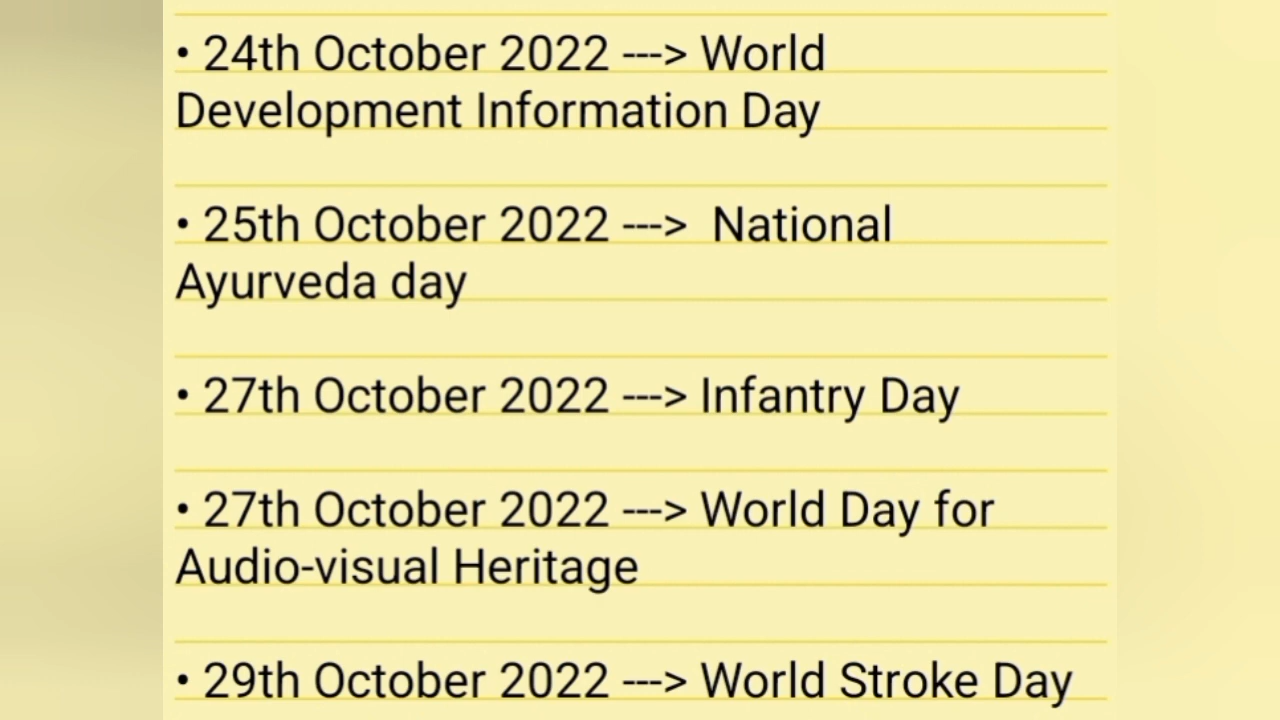 • 24th October 2022 ---> World
Development Information Day
• 25th October 2022 --->  National
Ayurveda day
• 27th October 2022 ---> Infantry Day
• 27th October 2022 ---> World Day for
Audio-visual Heritage
• 29th October 2022 ---> World Stroke Day